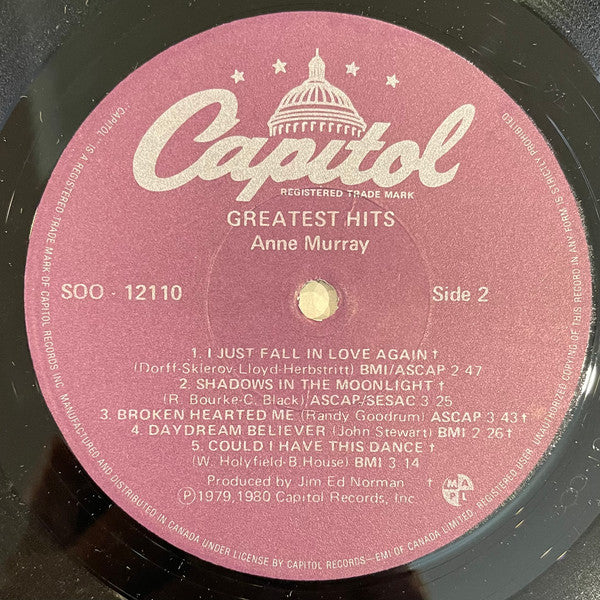 Capitol
REGISTERED TRADE MARK
GREATEST HITS
Anne Murray
SOO - 12110
Side 2
1. I JUST FALL IN LOVE AGAIN †
(Dorff-Sklerov-Lloyd-Herbstritt) BMI/ASCAP 2 47
2. SHADOWS IN THE MOONLIGHT †
(R. Bourke-C. Black) ASCAP/SESAC 3 25
3. BROKEN HEARTED ME (Randy Goodrum) ASCAP 3 43 †
4. DAYDREAM BELIEVER (John Stewart) BMI 2 26 †
5. COULD I HAVE THIS DANCE †
(W. Holyfield-B. House) BMI 3 14
Produced by Jim Ed Norman †
Ⓟ 1979, 1980 Capitol Records, Inc.
M A P L
"CAPITOL" IS A REGISTERED TRADE MARK OF CAPITOL RECORDS INC. MANUFACTURED AND DISTRIBUTED IN CANADA UNDER LICENSE BY CAPITOL RECORDS—EMI OF CANADA LIMITED. REGISTERED USER. UNAUTHORIZED COPYING OF THIS RECORD IN ANY FORM IS STRICTLY PROHIBITED